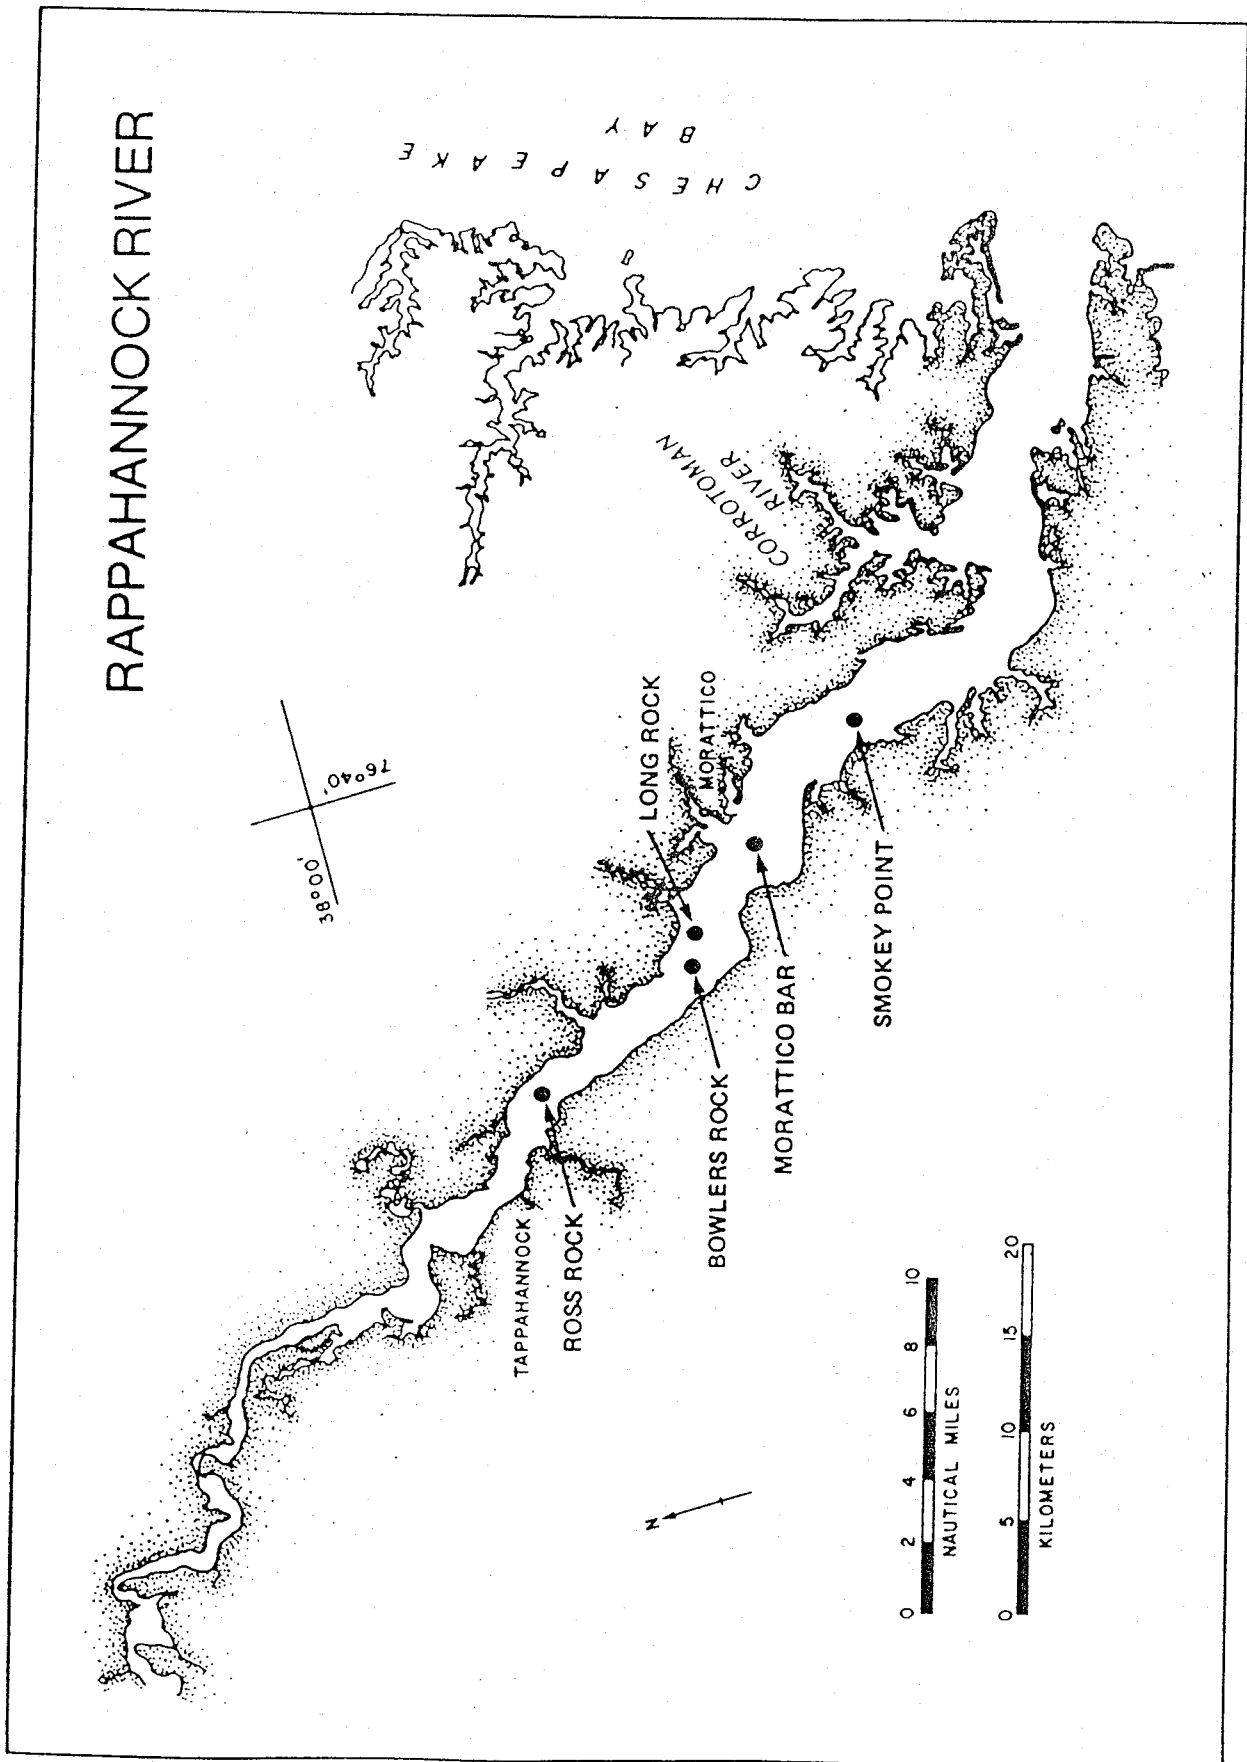 RAPPAHANNOCK RIVER
CHESAPEAKE
BAY
CORROTOMAN
RIVER
76°40'
38°00'
LONG ROCK
MORATTICO
SMOKEY POINT
MORATTICO BAR
BOWLERS ROCK
TAPPAHANNOCK
ROSS ROCK
N
0 2 4 6 8 10
NAUTICAL MILES
0 5 10 15 20
KILOMETERS